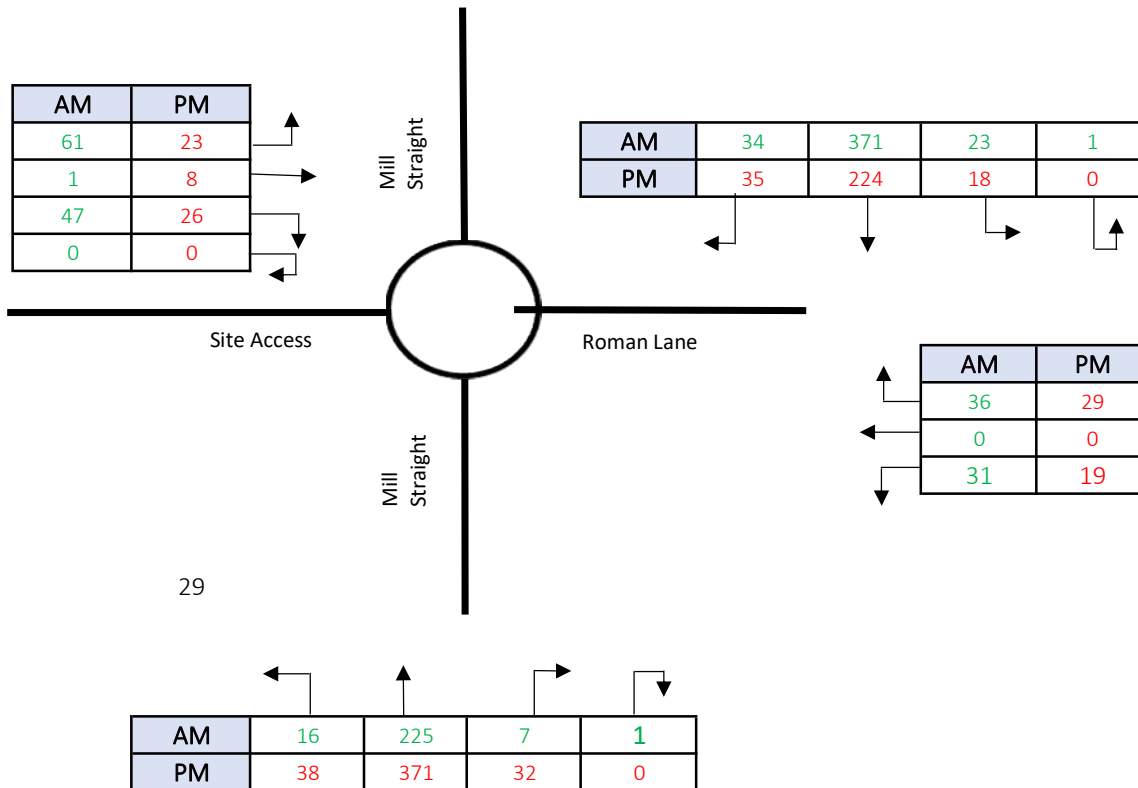 AM PM
61 23
1 8
47 26
0 0
Mill
Straight
AM 34 371 23 1
PM 35 224 18 0
Site Access
Roman Lane
AM PM
36 29
0 0
31 19
Mill
Straight
29
AM 16 225 7 1
PM 38 371 32 0